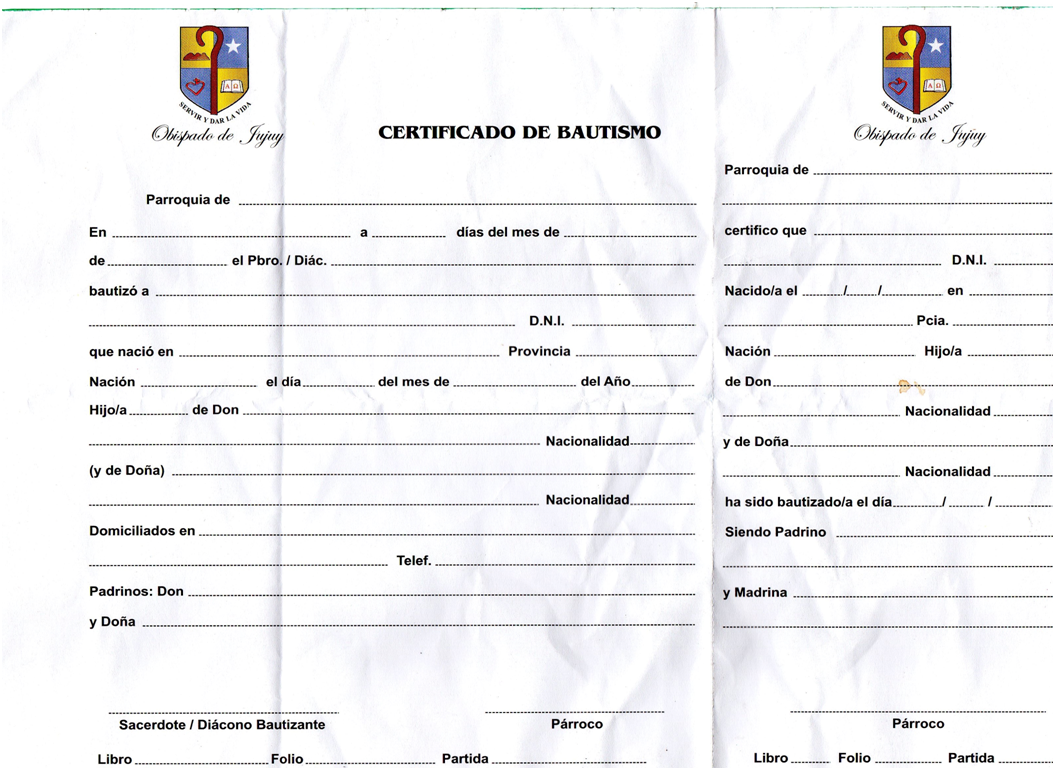 SERVIR Y DAR LA VIDA
Obispado de Jujuy
CERTIFICADO DE BAUTISMO
Parroquia de
En a días del mes de
de el Pbro. / Diác.
bautizó a
D.N.I.
que nació en Provincia
Nación el día del mes de del Año
Hijo/a de Don
Nacionalidad
(y de Doña)
Nacionalidad
Domiciliados en
Telef.
Padrinos: Don
y Doña
Sacerdote / Diácono Bautizante Párroco
Libro Folio Partida
SERVIR Y DAR LA VIDA
Obispado de Jujuy
Parroquia de
certifico que
D.N.I.
Nacido/a el / / en
Pcia.
Nación Hijo/a
de Don
Nacionalidad
y de Doña
Nacionalidad
ha sido bautizado/a el día / /
Siendo Padrino
y Madrina
Párroco
Libro Folio Partida